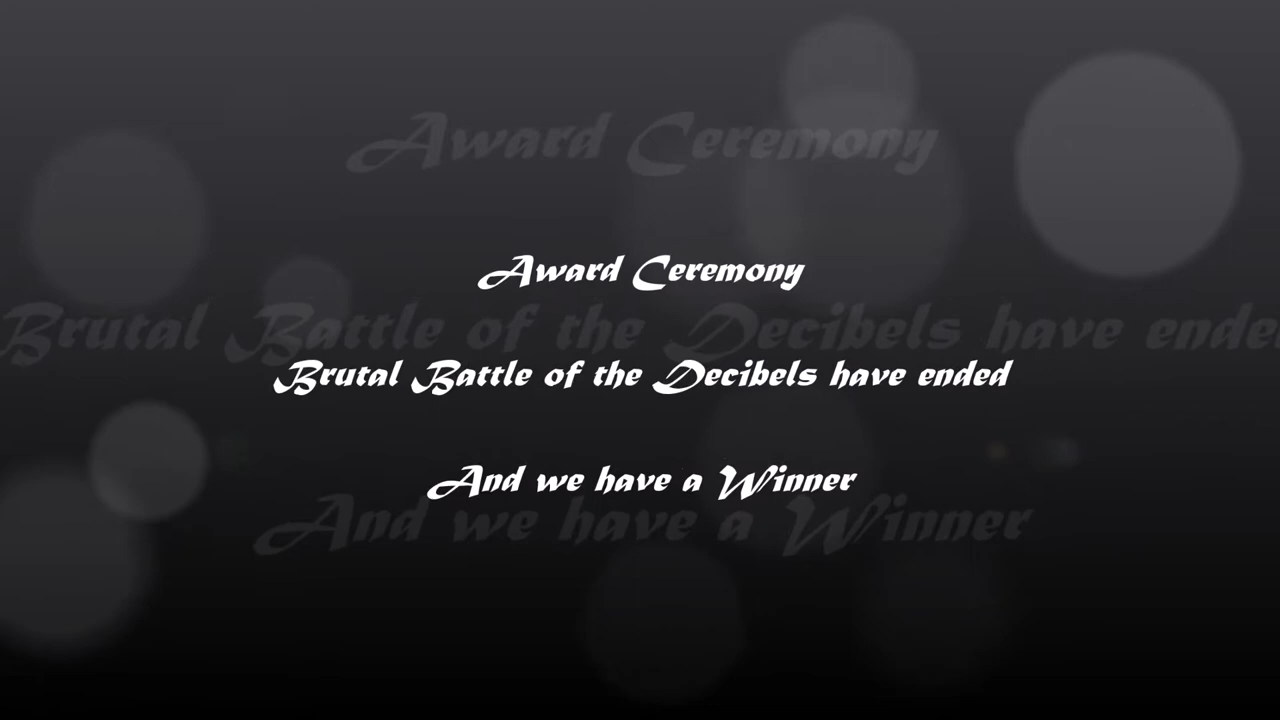 Award Ceremony
Brutal Battle of the Decibels have ended
And we have a Winner